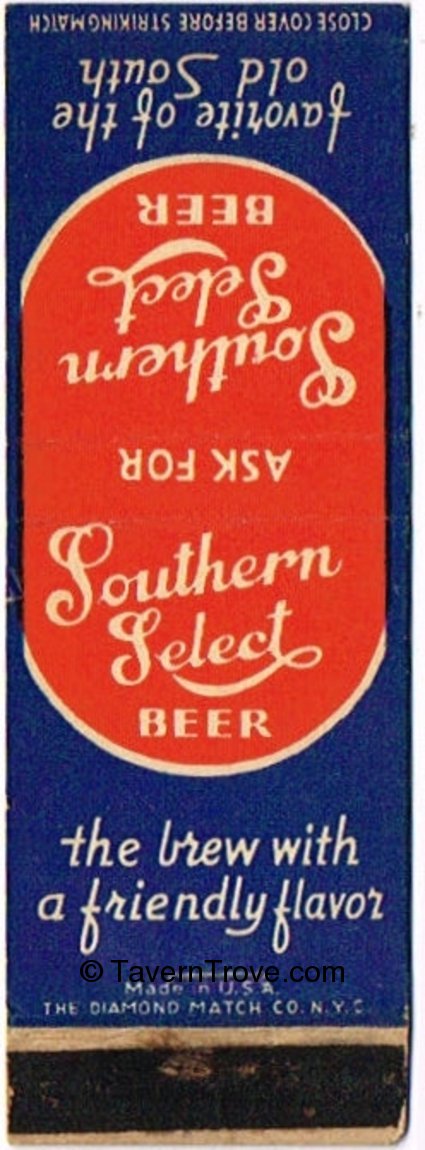 CLOSE COVER BEFORE STRIKING MATCH
favorite of the
old South
BEER
Southern
Select
ASK FOR
Southern
Select
BEER
the brew with
a friendly flavor
© TavernTrove.com
Made in U.S.A.
THE DIAMOND MATCH CO. N.Y.C.